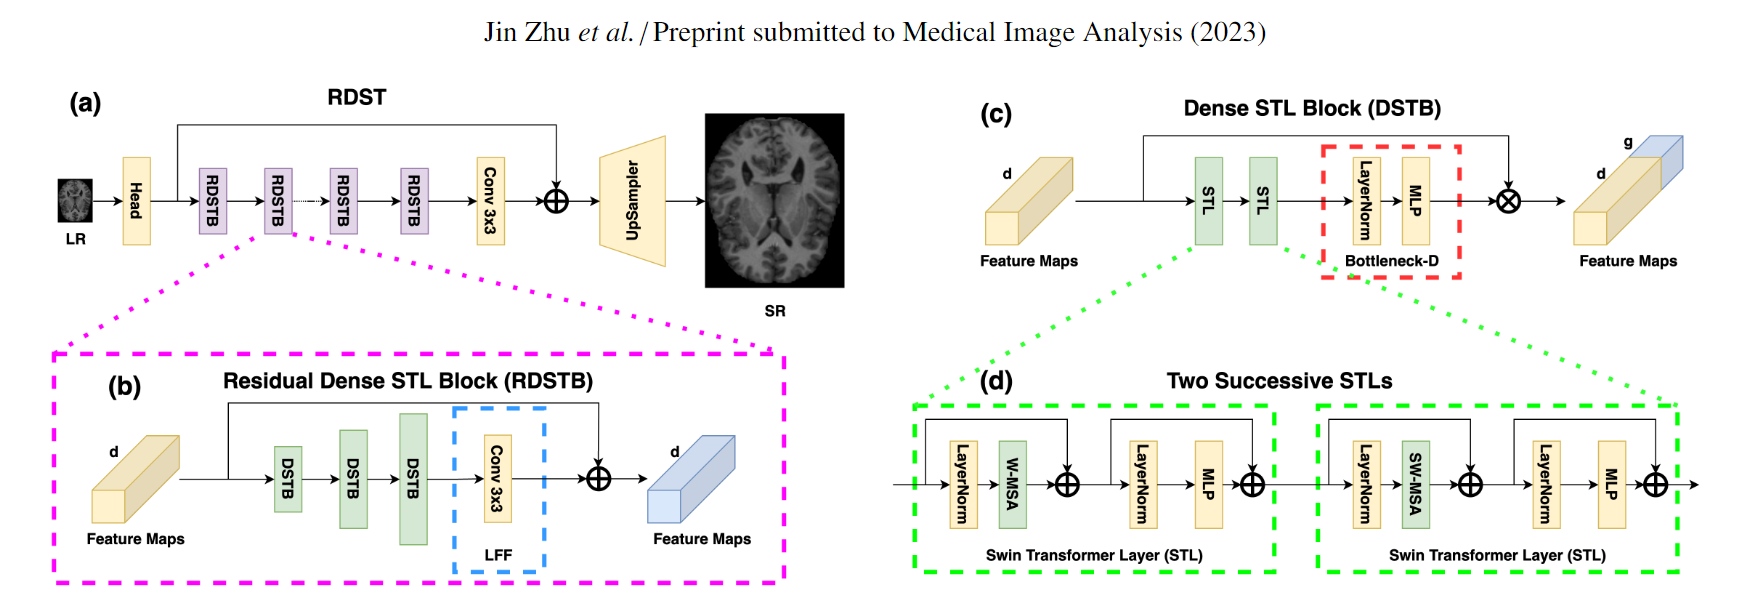 Jin Zhu et al. / Preprint submitted to Medical Image Analysis (2023)
(a)
RDST
LR
Head
RDSTB
RDSTB
RDSTB
RDSTB
Conv 3x3
UpSampler
SR
(b)
Residual Dense STL Block (RDSTB)
d
Feature Maps
DSTB
DSTB
DSTB
Conv 3x3
LFF
d
Feature Maps
(c)
Dense STL Block (DSTB)
d
Feature Maps
STL
STL
LayerNorm
MLP
Bottleneck-D
g
d
Feature Maps
(d)
Two Successive STLs
LayerNorm
W-MSA
LayerNorm
MLP
Swin Transformer Layer (STL)
LayerNorm
SW-MSA
LayerNorm
MLP
Swin Transformer Layer (STL)